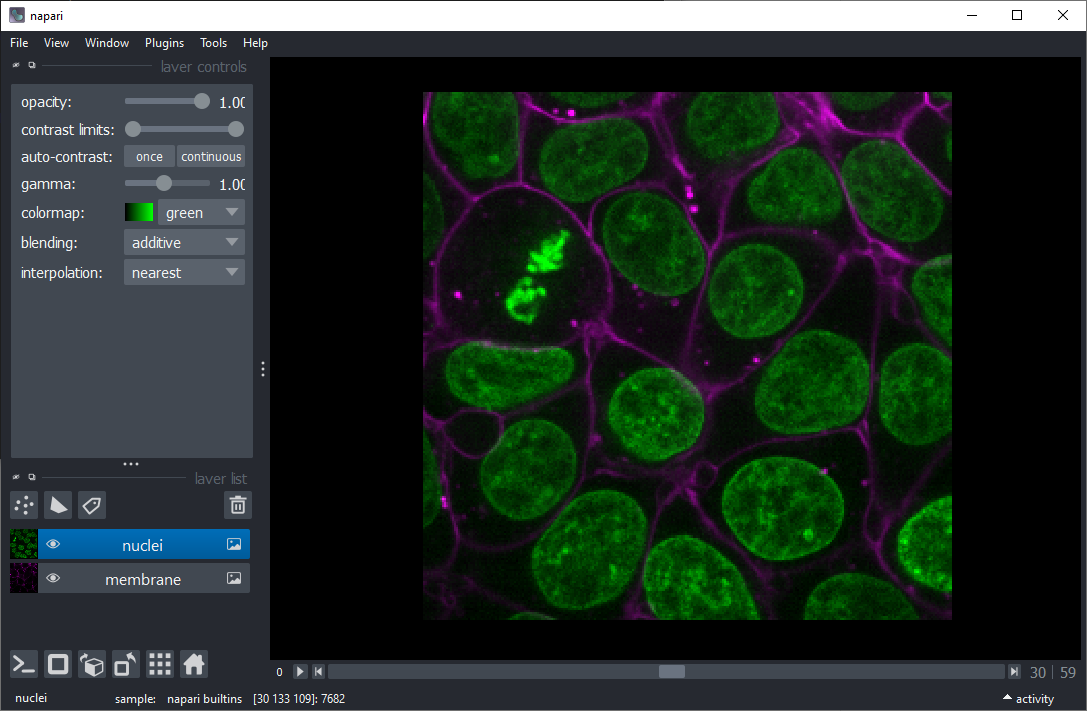 napari
File View Window Plugins Tools Help
layer controls
opacity: 1.00
contrast limits:
auto-contrast: once continuous
gamma: 1.00
colormap: green
blending: additive
interpolation: nearest
layer list
nuclei
membrane
0 30 | 59
nuclei sample: napari builtins [30 133 109]: 7682 activity